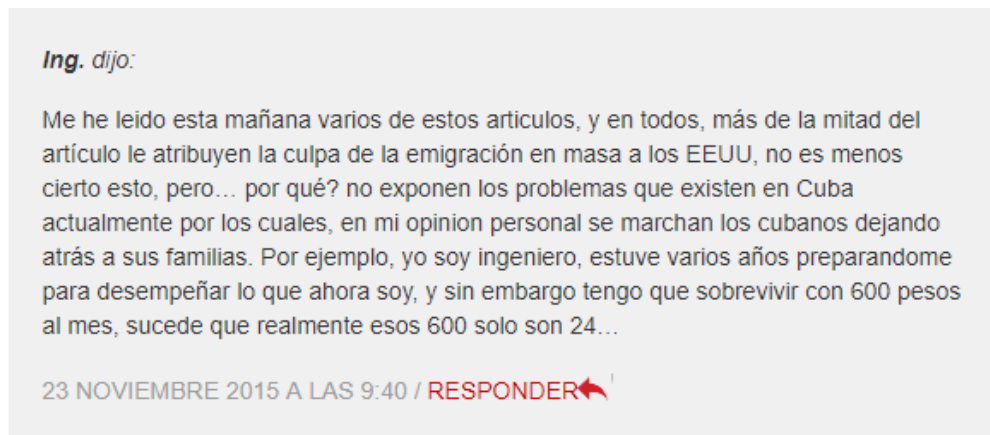 Ing. dijo:
Me he leido esta mañana varios de estos articulos, y en todos, más de la mitad del
artículo le atribuyen la culpa de la emigración en masa a los EEUU, no es menos
cierto esto, pero… por qué? no exponen los problemas que existen en Cuba
actualmente por los cuales, en mi opinion personal se marchan los cubanos dejando
atrás a sus familias. Por ejemplo, yo soy ingeniero, estuve varios años preparandome
para desempeñar lo que ahora soy, y sin embargo tengo que sobrevivir con 600 pesos
al mes, sucede que realmente esos 600 solo son 24…
23 NOVIEMBRE 2015 A LAS 9:40 / RESPONDER